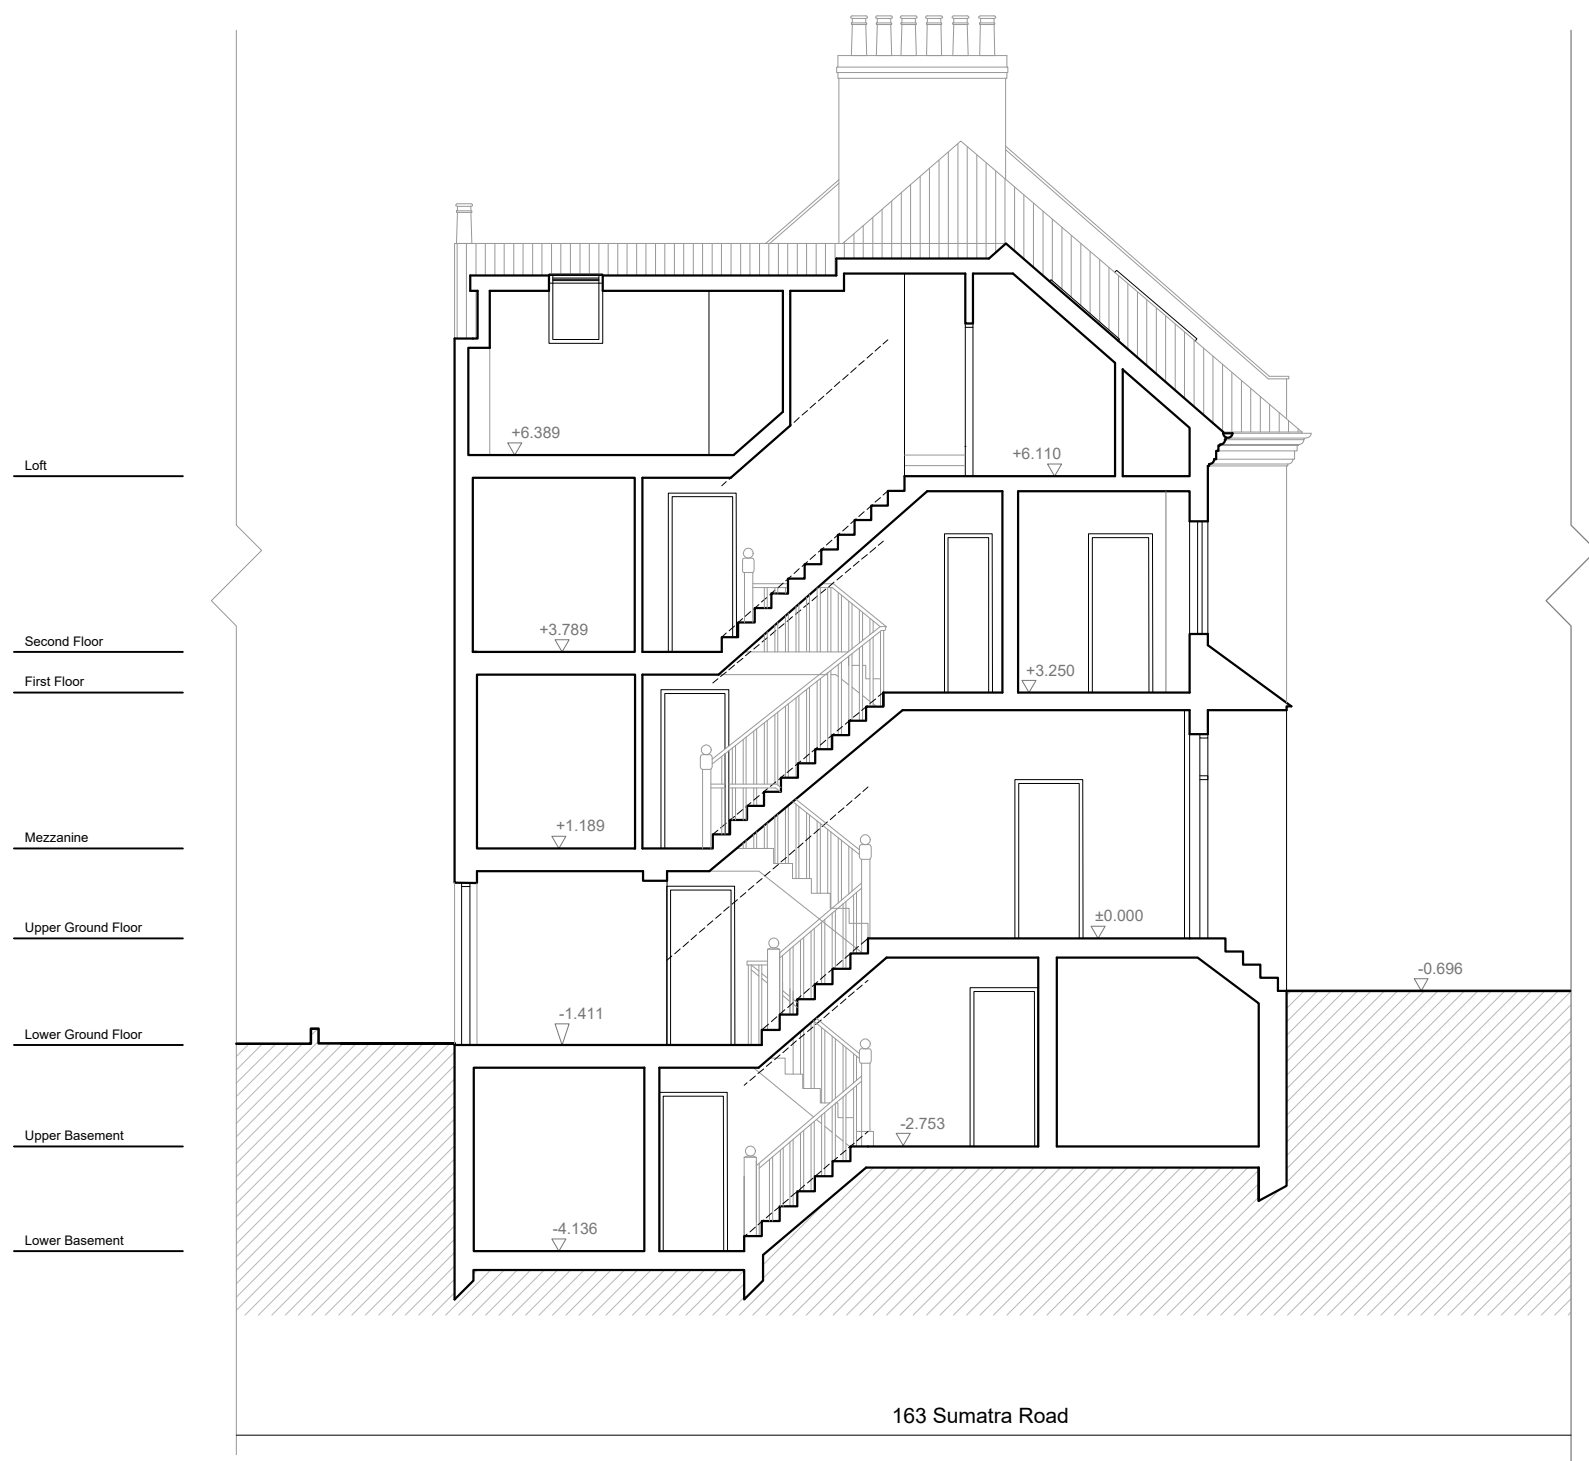 +6.389
+6.110
Loft
+3.789
Second Floor
+3.250
First Floor
+1.189
Mezzanine
±0.000
Upper Ground Floor
-0.696
-1.411
Lower Ground Floor
-2.753
Upper Basement
-4.136
Lower Basement
163 Sumatra Road